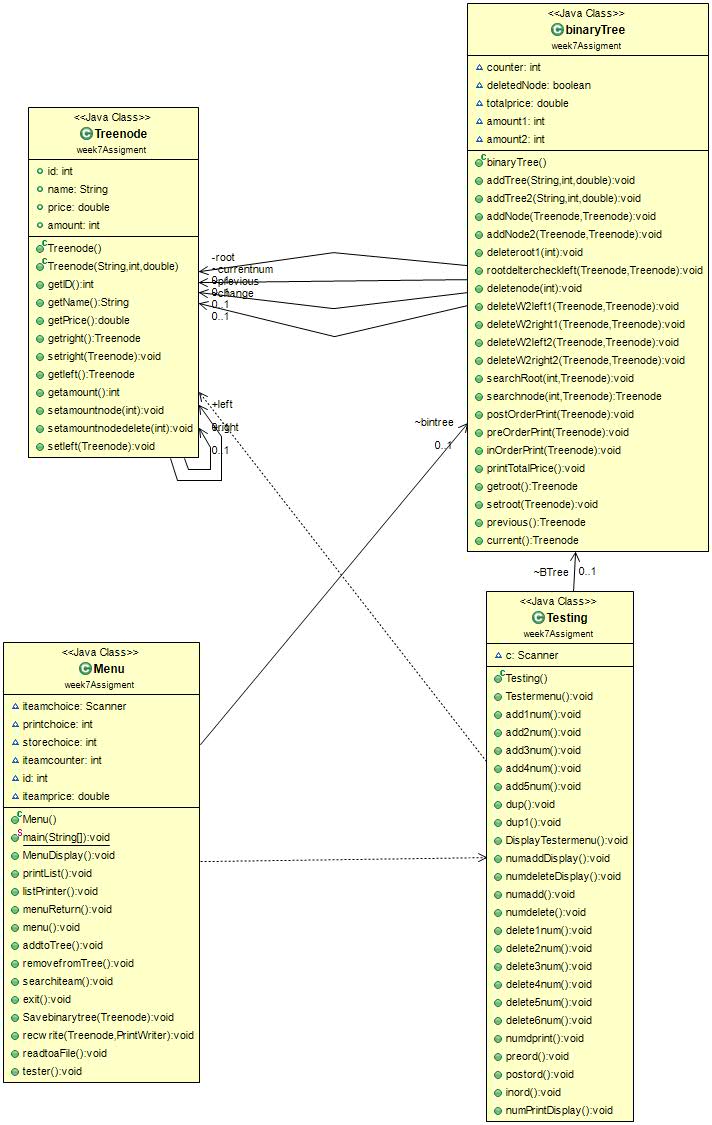 <<Java Class>>
binaryTree
week7Assigment
counter: int
deletedNode: boolean
totalprice: double
amount1: int
amount2: int
binaryTree()
addTree(String,int,double):void
addTree2(String,int,double):void
addNode(Treenode,Treenode):void
addNode2(Treenode,Treenode):void
deleteroot1(int):void
rootdeltercheckleft(Treenode,Treenode):void
deletenode(int):void
deleteW2left1(Treenode,Treenode):void
deleteW2right1(Treenode,Treenode):void
deleteW2left2(Treenode,Treenode):void
deleteW2right2(Treenode,Treenode):void
searchRoot(int,Treenode):void
searchnode(int,Treenode):Treenode
postOrderPrint(Treenode):void
preOrderPrint(Treenode):void
inOrderPrint(Treenode):void
printTotalPrice():void
getroot():Treenode
setroot(Treenode):void
previous():Treenode
current():Treenode
<<Java Class>>
Treenode
week7Assigment
id: int
name: String
price: double
amount: int
Treenode()
Treenode(String,int,double)
getID():int
getName():String
getPrice():double
getright():Treenode
setright(Treenode):void
getleft():Treenode
getamount():int
setamountnode(int):void
setamountnodedelete(int):void
setleft(Treenode):void
-root
~currentnum
previous
change
0..1
0..1
+left
right
0..1
~bintree
0..1
~BTree
0..1
<<Java Class>>
Testing
week7Assigment
c: Scanner
Testing()
Testermenu():void
add1num():void
add2num():void
add3num():void
add4num():void
add5num():void
dup():void
dup1():void
DisplayTestermenu():void
numaddDisplay():void
numdeleteDisplay():void
numadd():void
numdelete():void
delete1num():void
delete2num():void
delete3num():void
delete4num():void
delete5num():void
delete6num():void
numdprint():void
preord():void
postord():void
inord():void
numPrintDisplay():void
<<Java Class>>
Menu
week7Assigment
iteamchoice: Scanner
printchoice: int
storechoice: int
iteamcounter: int
id: int
iteamprice: double
Menu()
main(String[]):void
MenuDisplay():void
printList():void
listPrinter():void
menuReturn():void
menu():void
addtoTree():void
removefromTree():void
searchiteam():void
exit():void
Savebinarytree(Treenode):void
recwrite(Treenode,PrintWriter):void
readtoaFile():void
tester():void